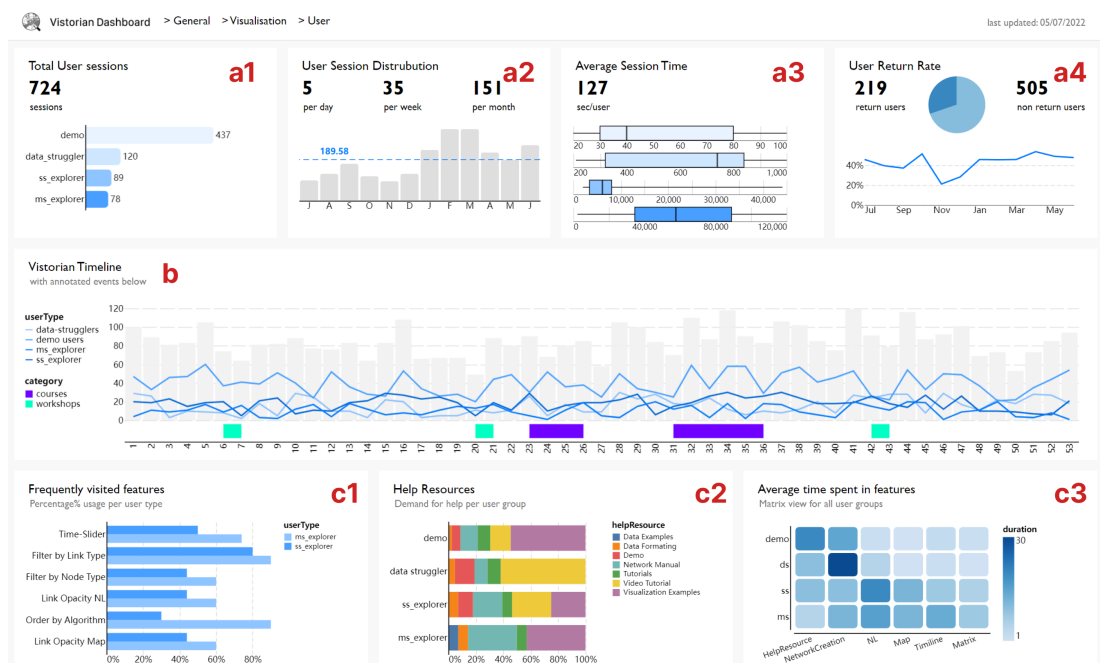 Vistorian Dashboard > General > Visualisation > User
last updated: 05/07/2022
Total User sessions
a1
724
sessions
demo
437
data_struggler
120
ss_explorer
89
ms_explorer
78
User Session Distrubution
a2
5 35 151
per day per week per month
189.58
J A S O N D J F M A M J
Average Session Time
a3
127
sec/user
20 30 40 50 60 70 80 90 100
200 400 600 800 1,000
0 10,000 20,000 30,000 40,000
0 40,000 80,000 120,000
User Return Rate
a4
219 505
return users non return users
40%
20%
0%
Jul Sep Nov Jan Mar May
Vistorian Timeline
b
with annotated events below
userType
data-strugglers
demo users
ms_explorer
ss_explorer
category
courses
workshops
120
100
80
60
40
20
0
1 2 3 4 5 6 7 8 9 10 11 12 13 14 15 16 17 18 19 20 21 22 23 24 25 26 27 28 29 30 31 32 33 34 35 36 37 38 39 40 41 42 43 44 45 46 47 48 49 50 51 52 53
Frequently visited features
c1
Percentage% usage per user type
Time-Slider
Filter by Link Type
Filter by Node Type
Link Opacity NL
Order by Algorithm
Link Opacity Map
0% 20% 40% 60% 80%
userType
ms_explorer
ss_explorer
Help Resources
c2
Demand for help per user group
demo
data struggler
ss_explorer
ms_explorer
0% 20% 40% 60% 80% 100%
helpResource
Data Examples
Data Formating
Demo
Network Manual
Tutorials
Video Tutorial
Visualization Examples
Average time spent in features
c3
Matrix view for all user groups
demo
ds
ss
ms
HelpResource
NetworkCreation
NL
Map
Timiline
Matrix
duration
30
1